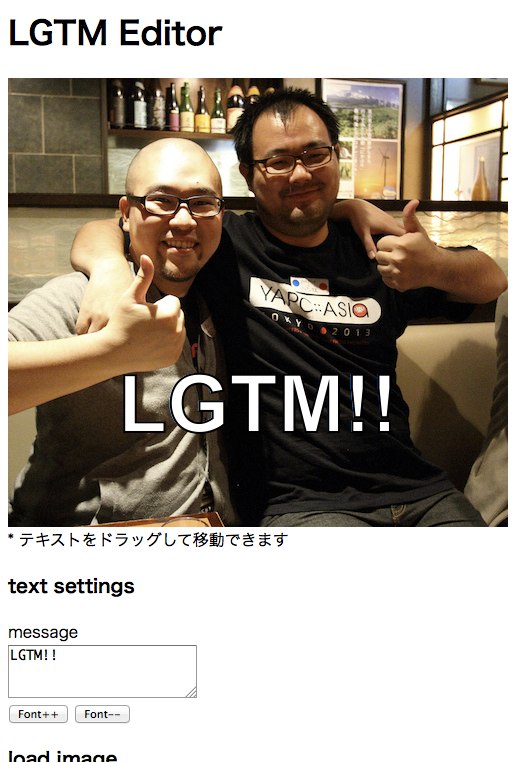 LGTM Editor
YAPC::ASIA
TOKYO 2013
LGTM!!
* テキストをドラッグして移動できます
text settings
message
LGTM!!
Font++ Font--
load image